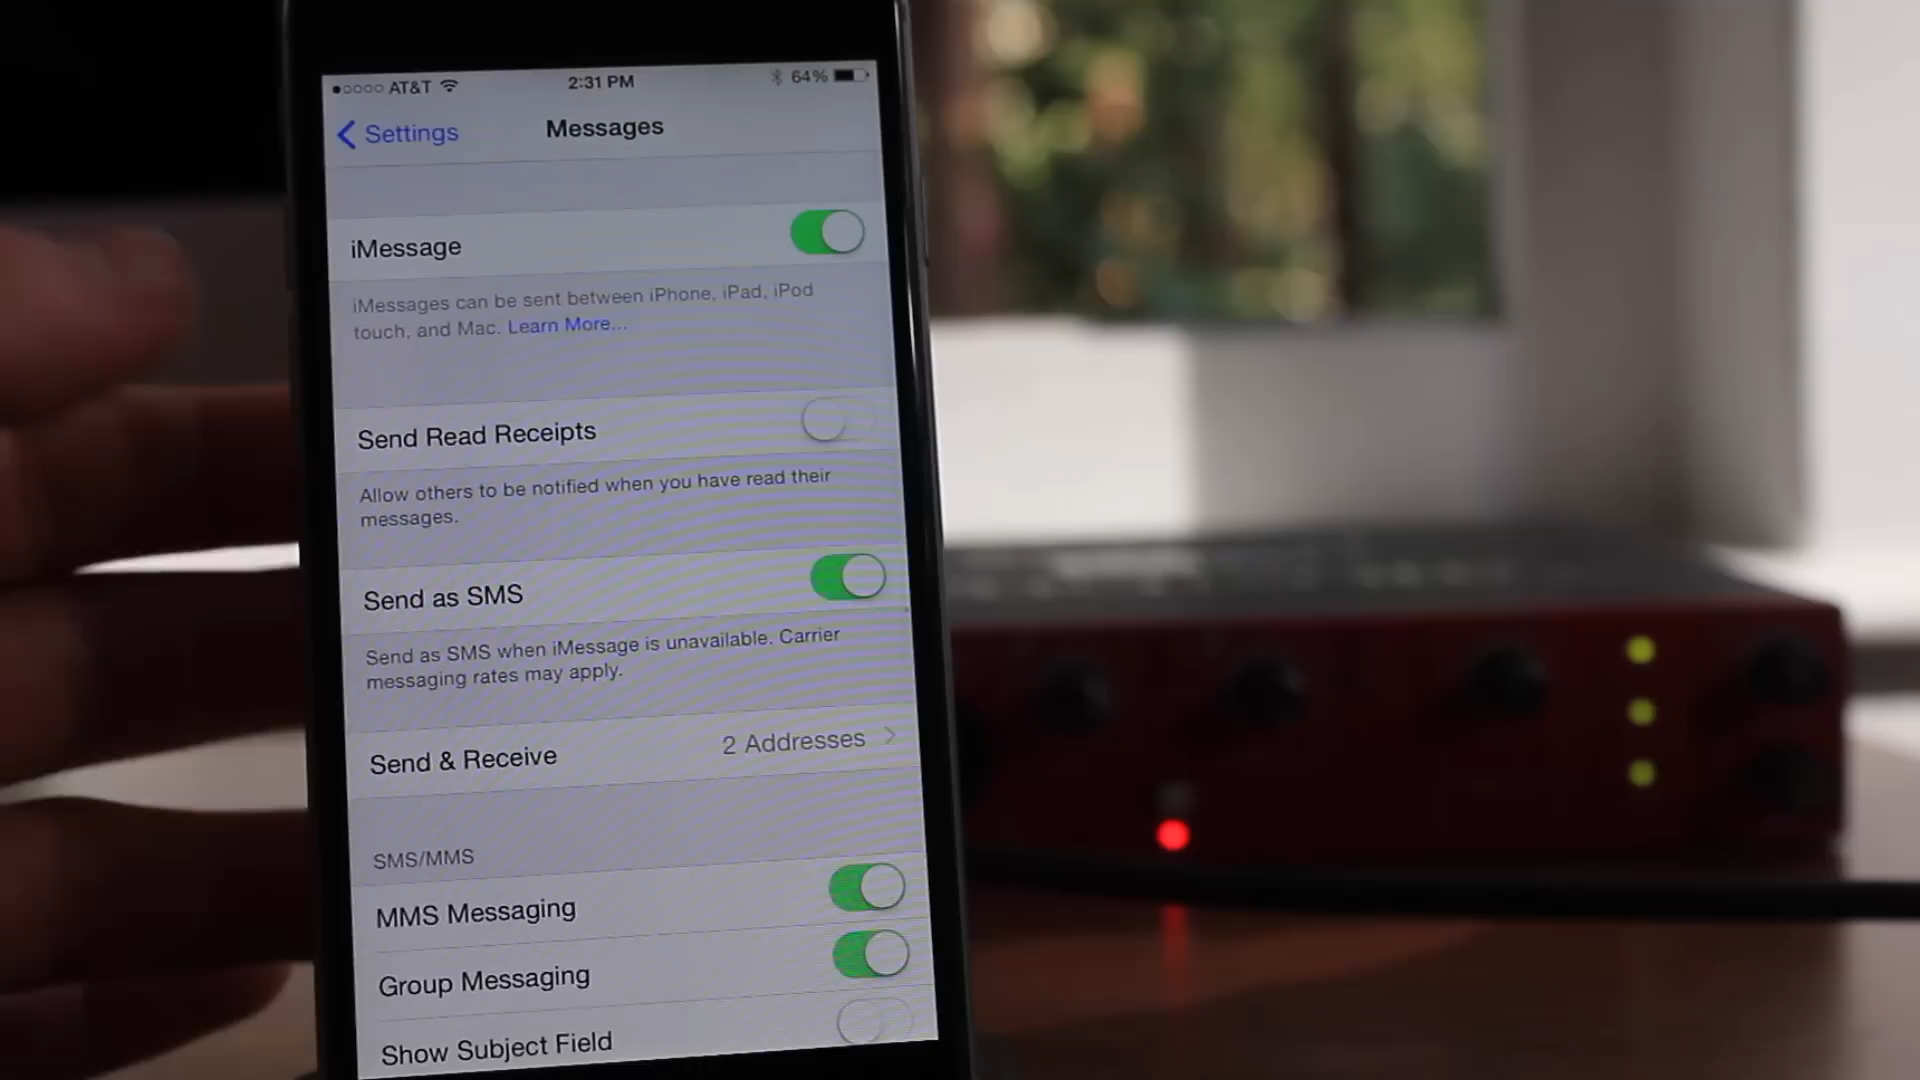 AT&T 2:31 PM 64%
Settings Messages
iMessage
iMessages can be sent between iPhone, iPad, iPod
touch, and Mac. Learn More...
Send Read Receipts
Allow others to be notified when you have read their
messages.
Send as SMS
Send as SMS when iMessage is unavailable. Carrier
messaging rates may apply.
Send & Receive 2 Addresses
SMS/MMS
MMS Messaging
Group Messaging
Show Subject Field